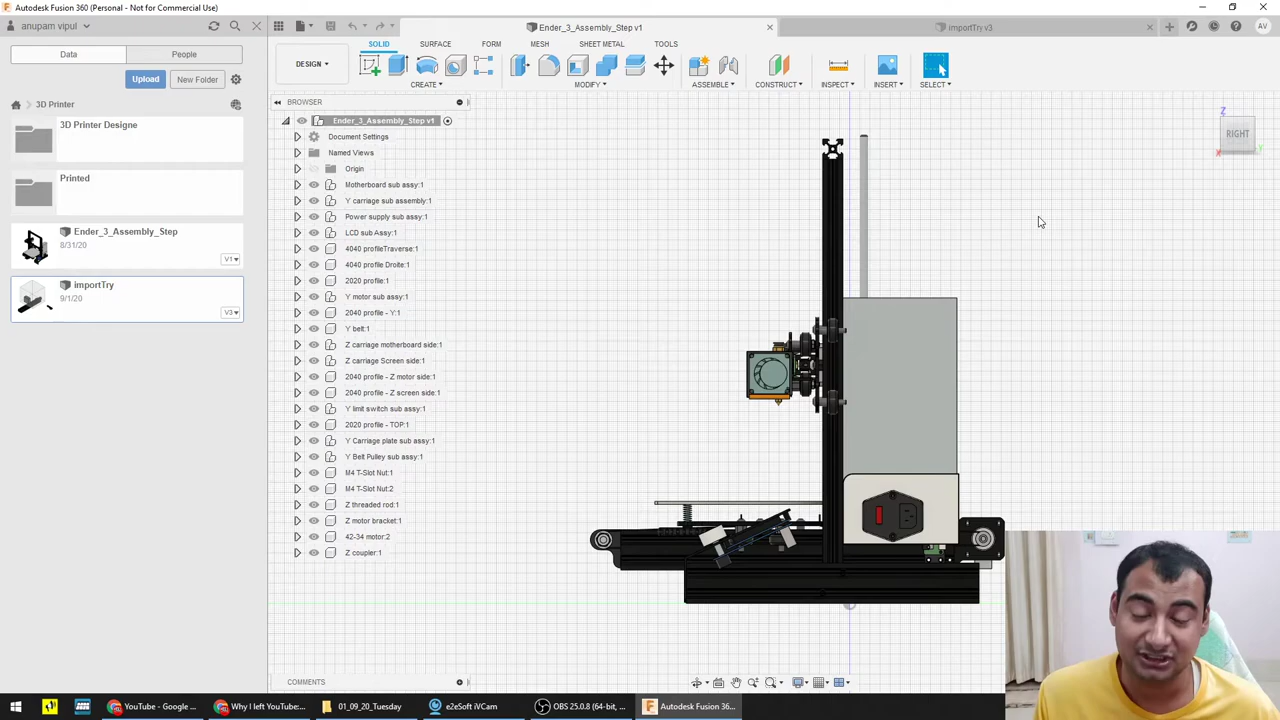 Autodesk Fusion 360 (Personal - Not for Commercial Use)
anupam vipul
Ender_3_Assembly_Step v1
importTry v3
AV
Data
People
SOLID
SURFACE
FORM
MESH
SHEET METAL
TOOLS
Upload
New Folder
DESIGN
CREATE
MODIFY
ASSEMBLE
CONSTRUCT
INSPECT
INSERT
SELECT
3D Printer
BROWSER
3D Printer Designe
Printed
Ender_3_Assembly_Step
8/31/20
V1
importTry
9/1/20
V3
Ender_3_Assembly_Step v1
Document Settings
Named Views
Origin
Motherboard sub assy:1
Y carriage sub assembly:1
Power supply sub assy:1
LCD sub Assy:1
4040 profileTraverse:1
4040 profile Droite:1
2020 profile:1
Y motor sub assy:1
2040 profile - Y:1
Y belt:1
Z carriage motherboard side:1
Z carriage Screen side:1
2040 profile - Z motor side:1
2040 profile - Z screen side:1
Y limit switch sub assy:1
2020 profile - TOP:1
Y Carriage plate sub assy:1
Y Belt Pulley sub assy:1
M4 T-Slot Nut:1
M4 T-Slot Nut:2
Z threaded rod:1
Z motor bracket:1
42-34 motor:2
Z coupler:1
Z
RIGHT
X
Y
COMMENTS
YouTube - Google ...
Why I left YouTube:...
01_09_20_Tuesday
e2eSoft iVCam
OBS 25.0.8 (64-bit, ...
Autodesk Fusion 36...